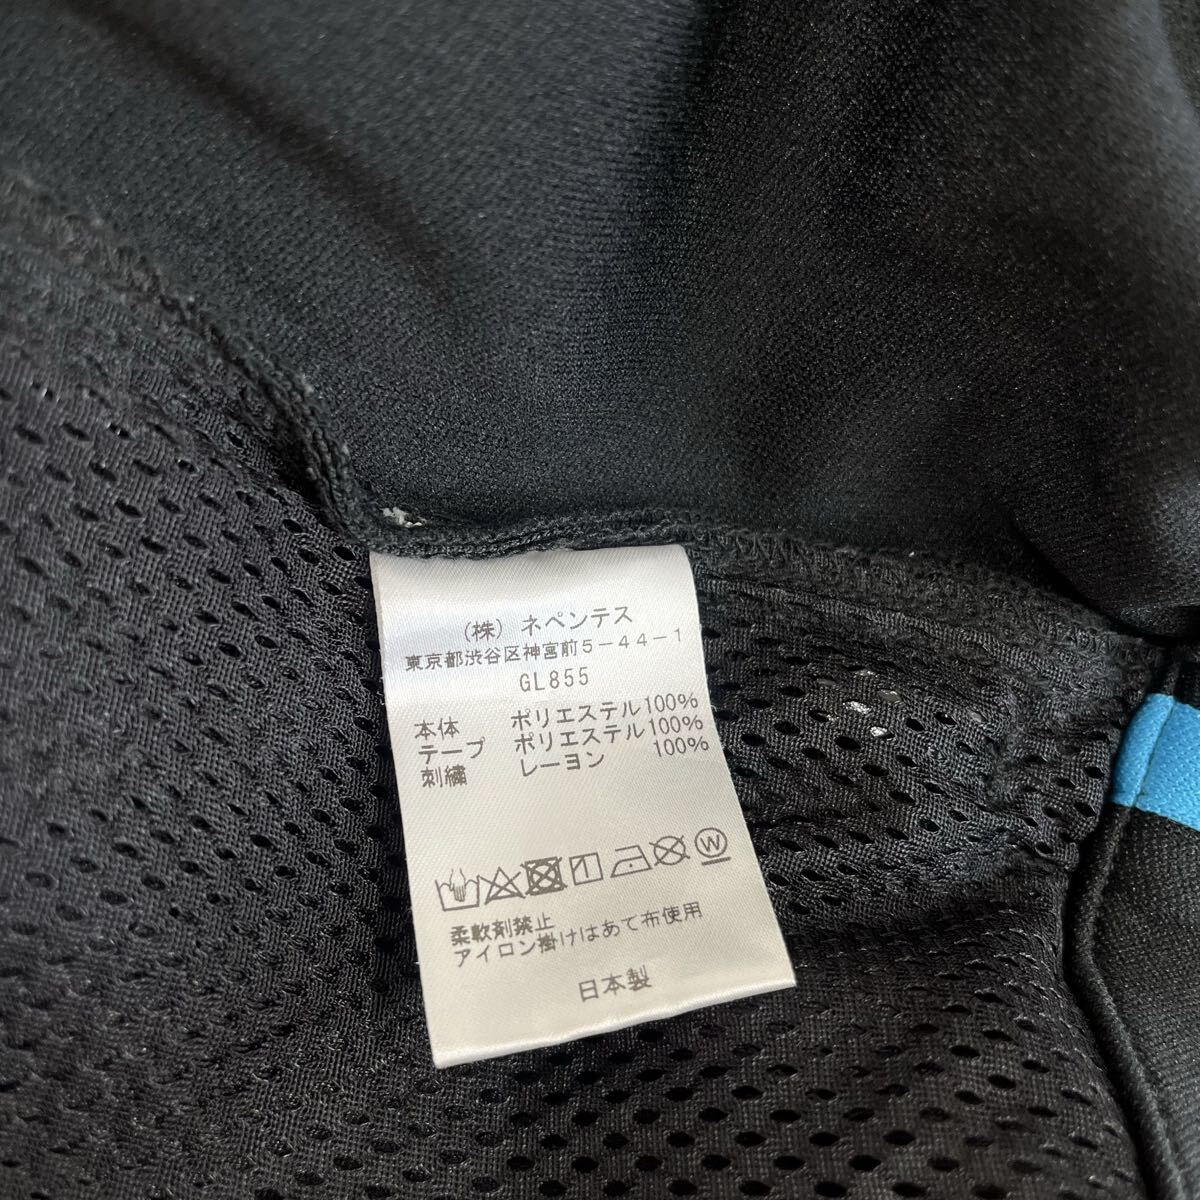 （株）ネペンテス
東京都渋谷区神宮前５－４４－１
GL855
本体 ポリエステル100%
テープ ポリエステル100%
刺繍 レーヨン 100%
W
柔軟剤禁止
アイロン掛けはあて布使用
日本製